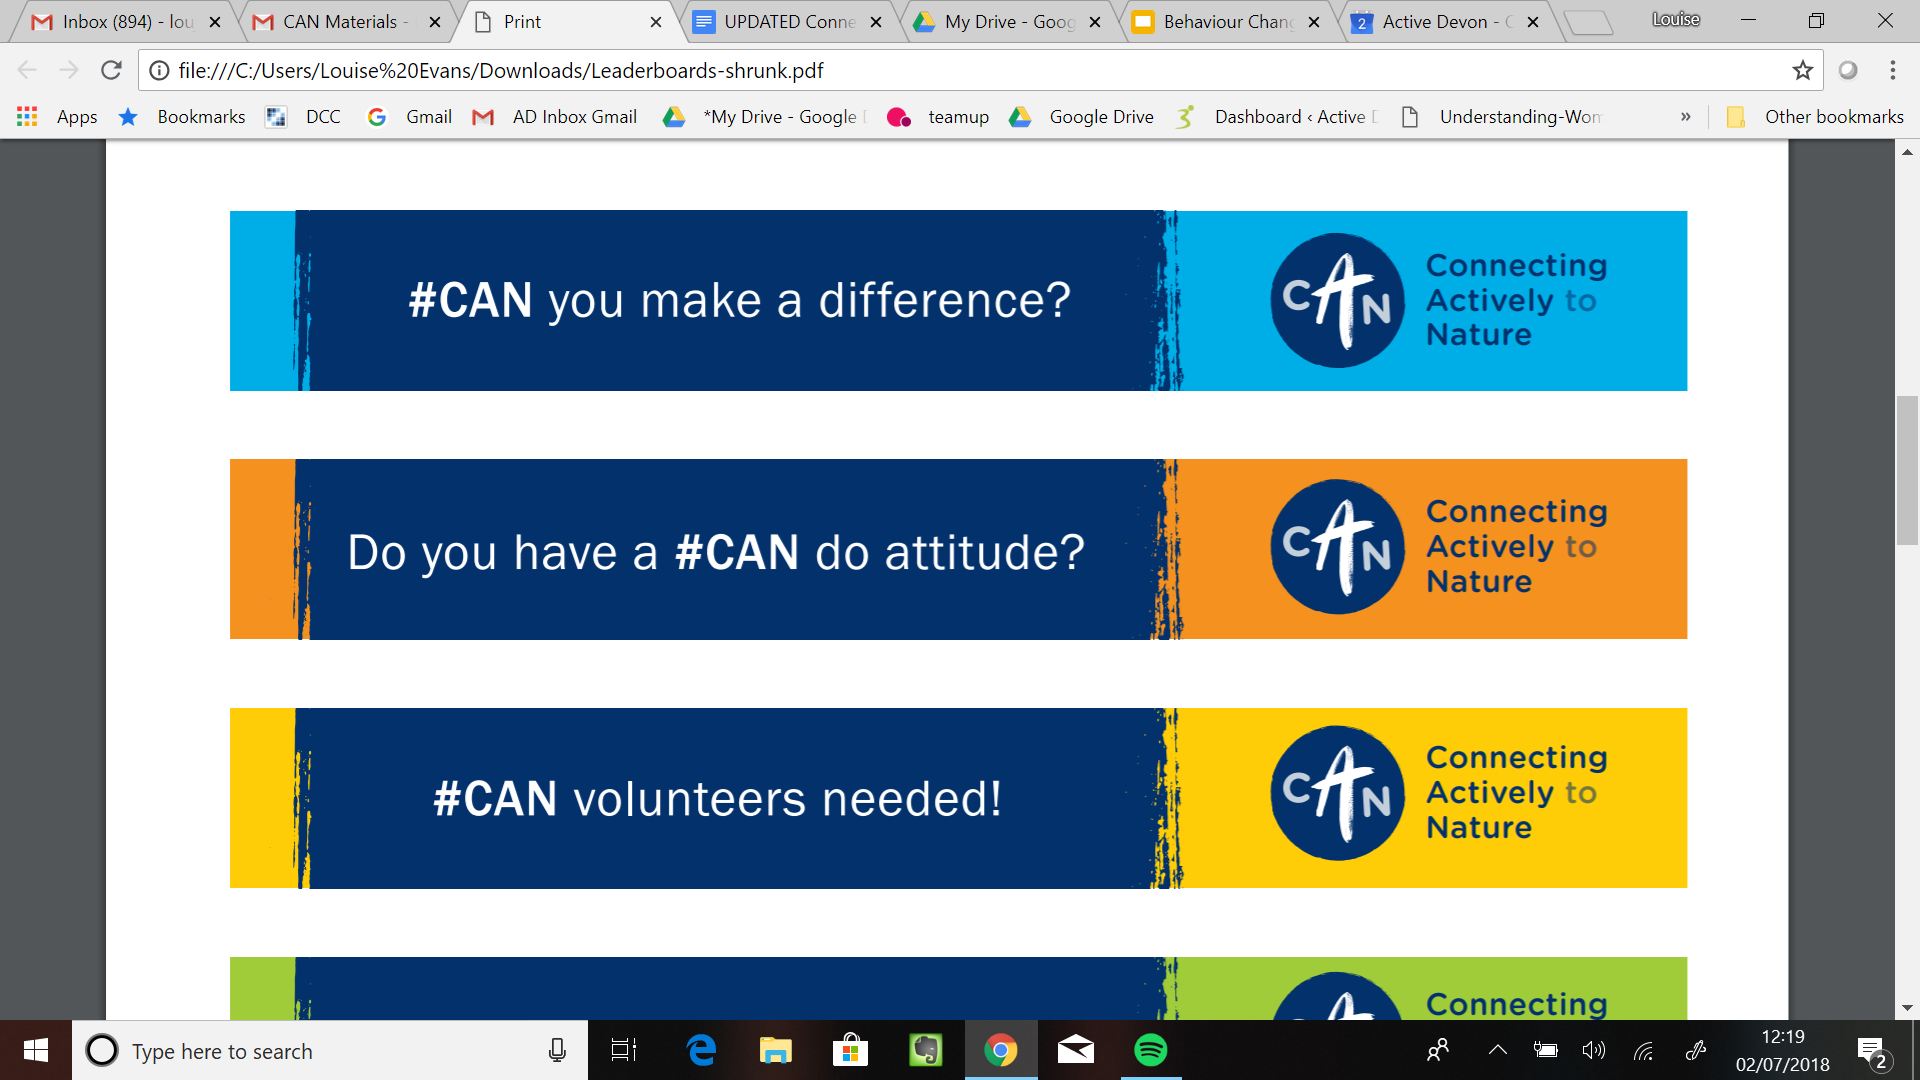 Inbox (894) - lou
CAN Materials -
Print
UPDATED Conne
My Drive - Goog
Behaviour Chang
2
Active Devon - C
Louise
file:///C:/Users/Louise%20Evans/Downloads/Leaderboards-shrunk.pdf
Apps
Bookmarks
DCC
Gmail
AD Inbox Gmail
*My Drive - Google D
teamup
Google Drive
Dashboard ‹ Active D
Understanding-Wom
»
Other bookmarks
#CAN you make a difference?
CAN
Connecting
Actively to
Nature
Do you have a #CAN do attitude?
CAN
Connecting
Actively to
Nature
#CAN volunteers needed!
CAN
Connecting
Actively to
Nature
Connecting
Type here to search
12:19
02/07/2018
2